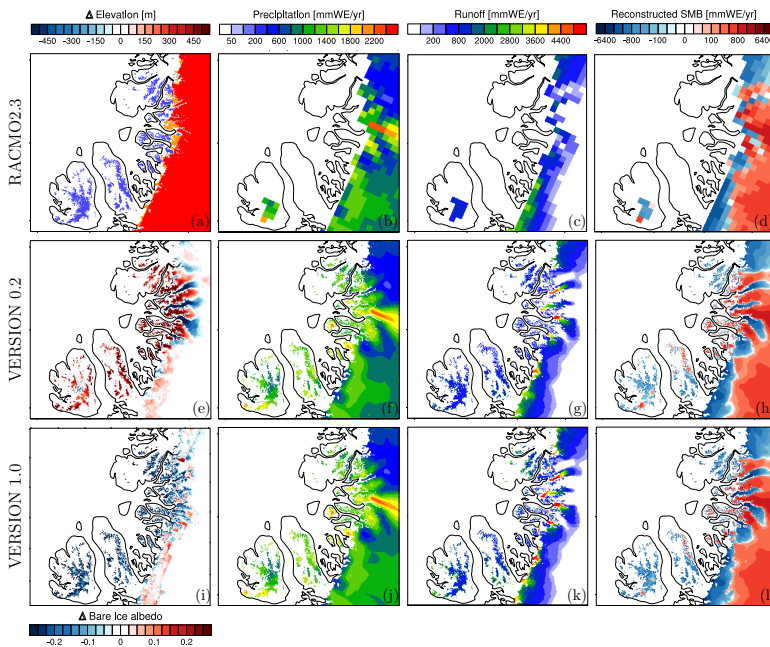 Δ Elevation [m]
Precipitation [mmWE/yr]
Runoff [mmWE/yr]
Reconstructed SMB [mmWE/yr]
-450 -300 -150 0 150 300 450
50 200 600 1000 1400 1800 2200
200 800 2000 2800 3600 4400
-6400 -800 -100 0 100 800 640
RACMO2.3
(a)
(b)
(c)
(d
VERSION 0.2
(e)
(f)
(g)
(h
VERSION 1.0
(i)
(j)
(k)
(l
Δ Bare Ice albedo
-0.2 -0.1 0 0.1 0.2